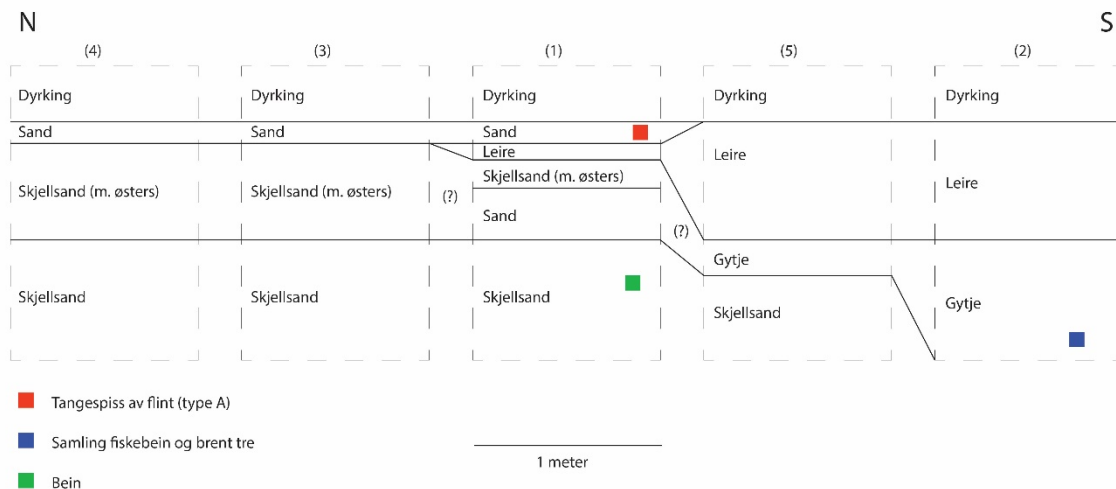 N
S
(4)
(3)
(1)
(5)
(2)
Dyrking
Dyrking
Dyrking
Dyrking
Dyrking
Sand
Sand
Sand
Leire
Leire
Leire
Skjellsand (m. østers)
Skjellsand (m. østers)
(?)
Skjellsand (m. østers)
Sand
(?)
Gytje
Skjellsand
Skjellsand
Skjellsand
Skjellsand
Gytje
Tangespiss av flint (type A)
Samling fiskebein og brent tre
Bein
1 meter